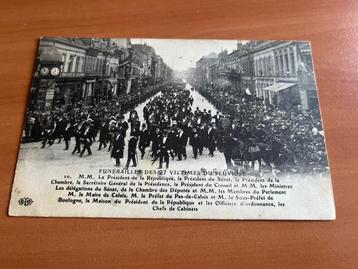 FUNÉRAILLES DES 27 VICTIMES DU PLUVIOSE
10. M.M. Le Président de la République, le Président du Sénat, le Président de la
Chambre, le Secrétaire Général de la Présidence, le Président du Conseil et M.M. les Ministres
Les délégations du Sénat, de la Chambre des Députés et MM. les Membres du Parlement
M. le Maire de Calais, M. le Préfet du Pas-de-Calais et M. le Sous-Préfet de
Boulogne, la Maison du Président de la République et les Officiers d'ordonnance, les
Chefs de Cabinets
ELD